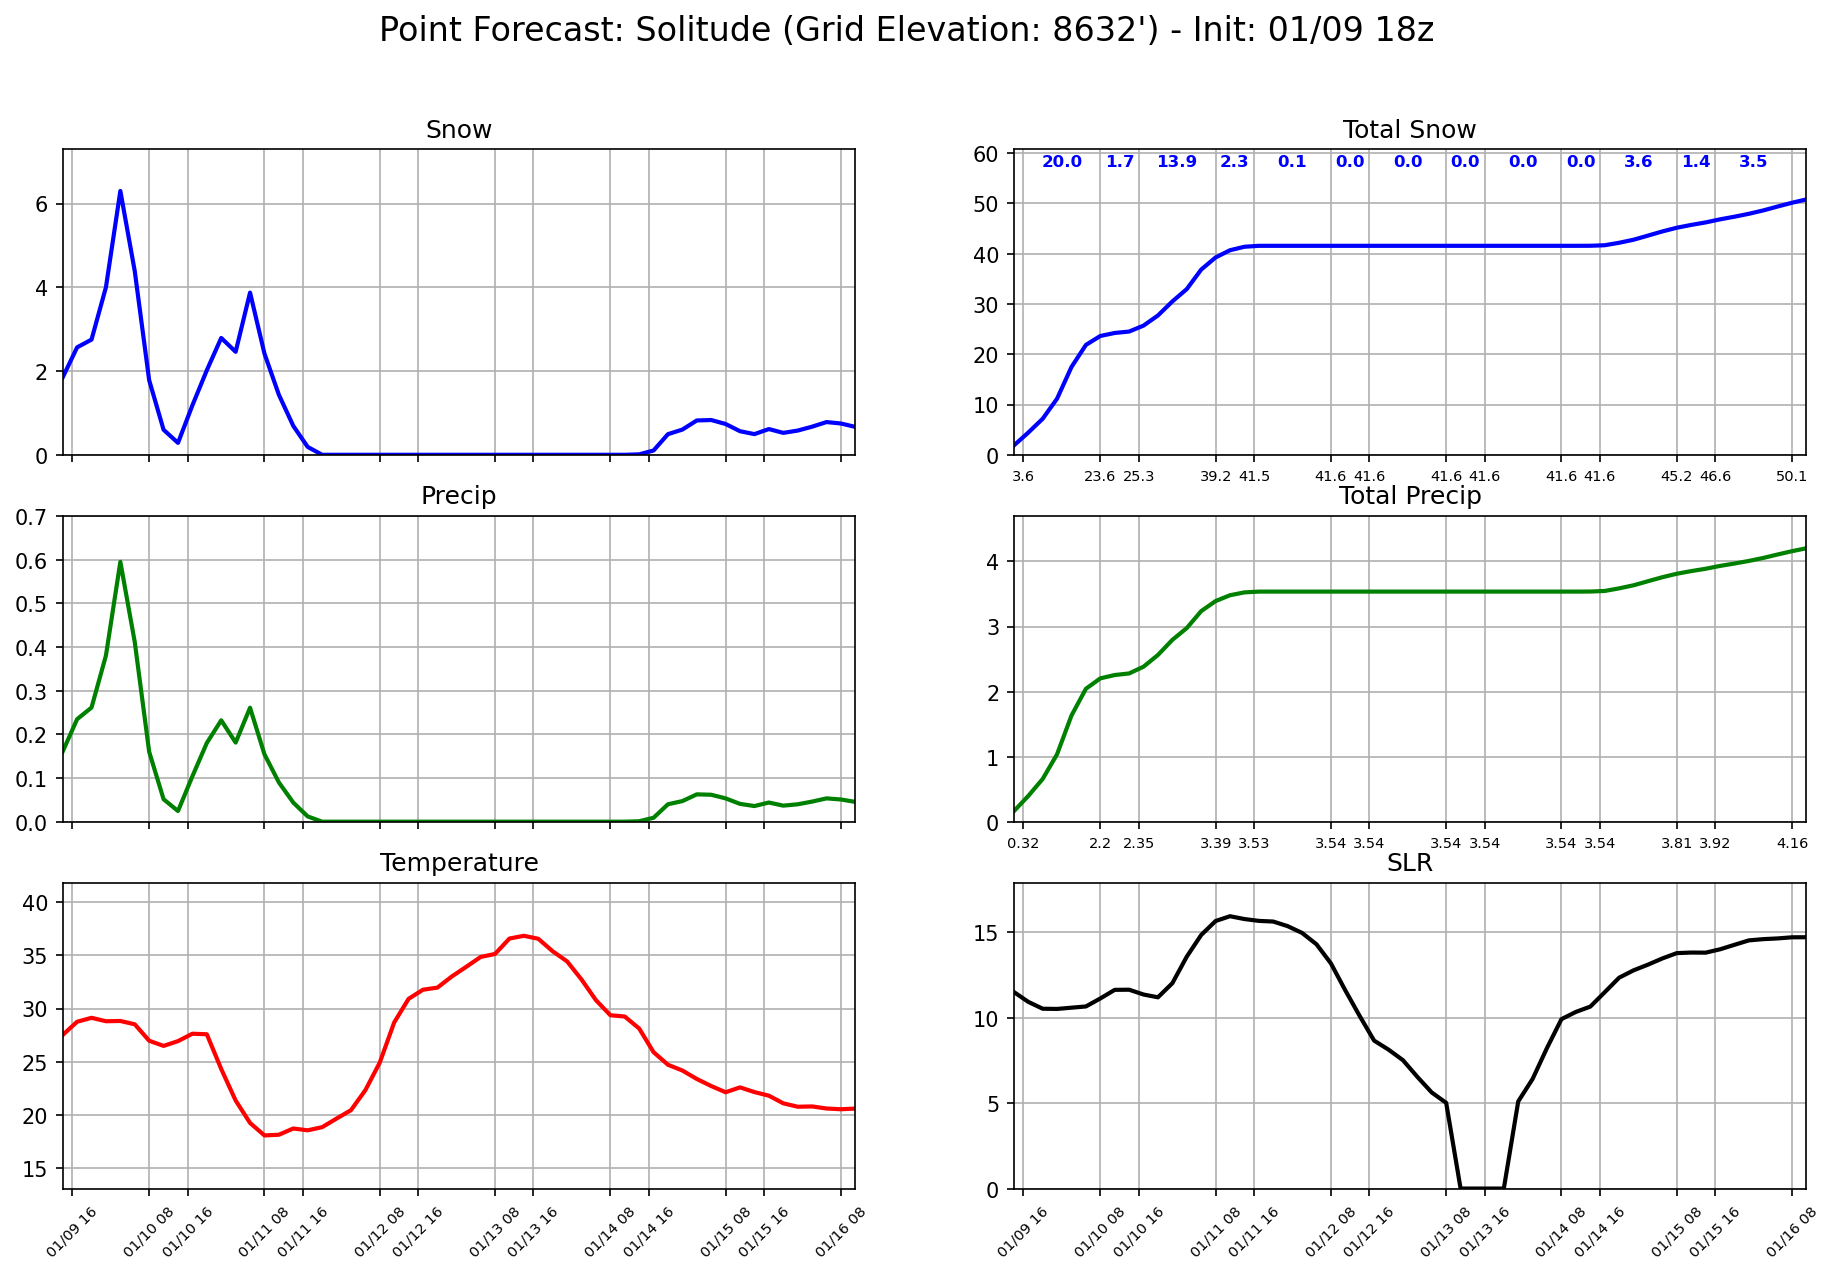 Point Forecast: Solitude (Grid Elevation: 8632') - Init: 01/09 18z
Snow
6
4
2
0
Total Snow
60
50
40
30
20
10
0
20.0 1.7 13.9 2.3 0.1 0.0 0.0 0.0 0.0 0.0 3.6 1.4 3.5
3.6 23.6 25.3 39.2 41.5 41.6 41.6 41.6 41.6 41.6 41.6 45.2 46.6 50.1
Precip
0.7
0.6
0.5
0.4
0.3
0.2
0.1
0.0
Total Precip
4
3
2
1
0
0.32 2.2 2.35 3.39 3.53 3.54 3.54 3.54 3.54 3.54 3.54 3.81 3.92 4.16
Temperature
40
35
30
25
20
15
01/09 16 01/10 08 01/10 16 01/11 08 01/11 16 01/12 08 01/12 16 01/13 08 01/13 16 01/14 08 01/14 16 01/15 08 01/15 16 01/16 08
SLR
15
10
5
0
01/09 16 01/10 08 01/10 16 01/11 08 01/11 16 01/12 08 01/12 16 01/13 08 01/13 16 01/14 08 01/14 16 01/15 08 01/15 16 01/16 08